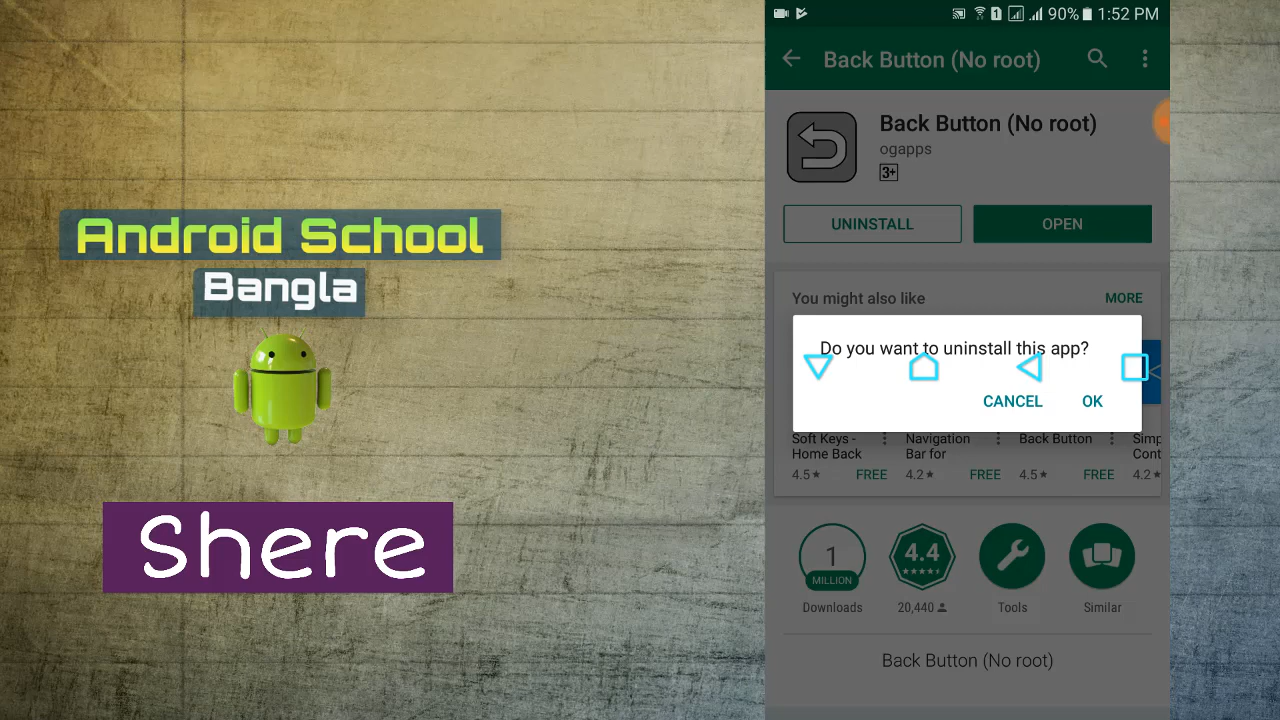 Android School
Bangla
Shere
90% 1:52 PM
Back Button (No root)
Back Button (No root)
ogapps
3+
UNINSTALL
OPEN
You might also like
MORE
Do you want to uninstall this app?
CANCEL
OK
Soft Keys -
Home Back
4.5★ FREE
Navigation
Bar for
4.2★ FREE
Back Button
4.5★ FREE
Simp
Cont
4.2★
1
MILLION
Downloads
4.4
20,440
Tools
Similar
Back Button (No root)